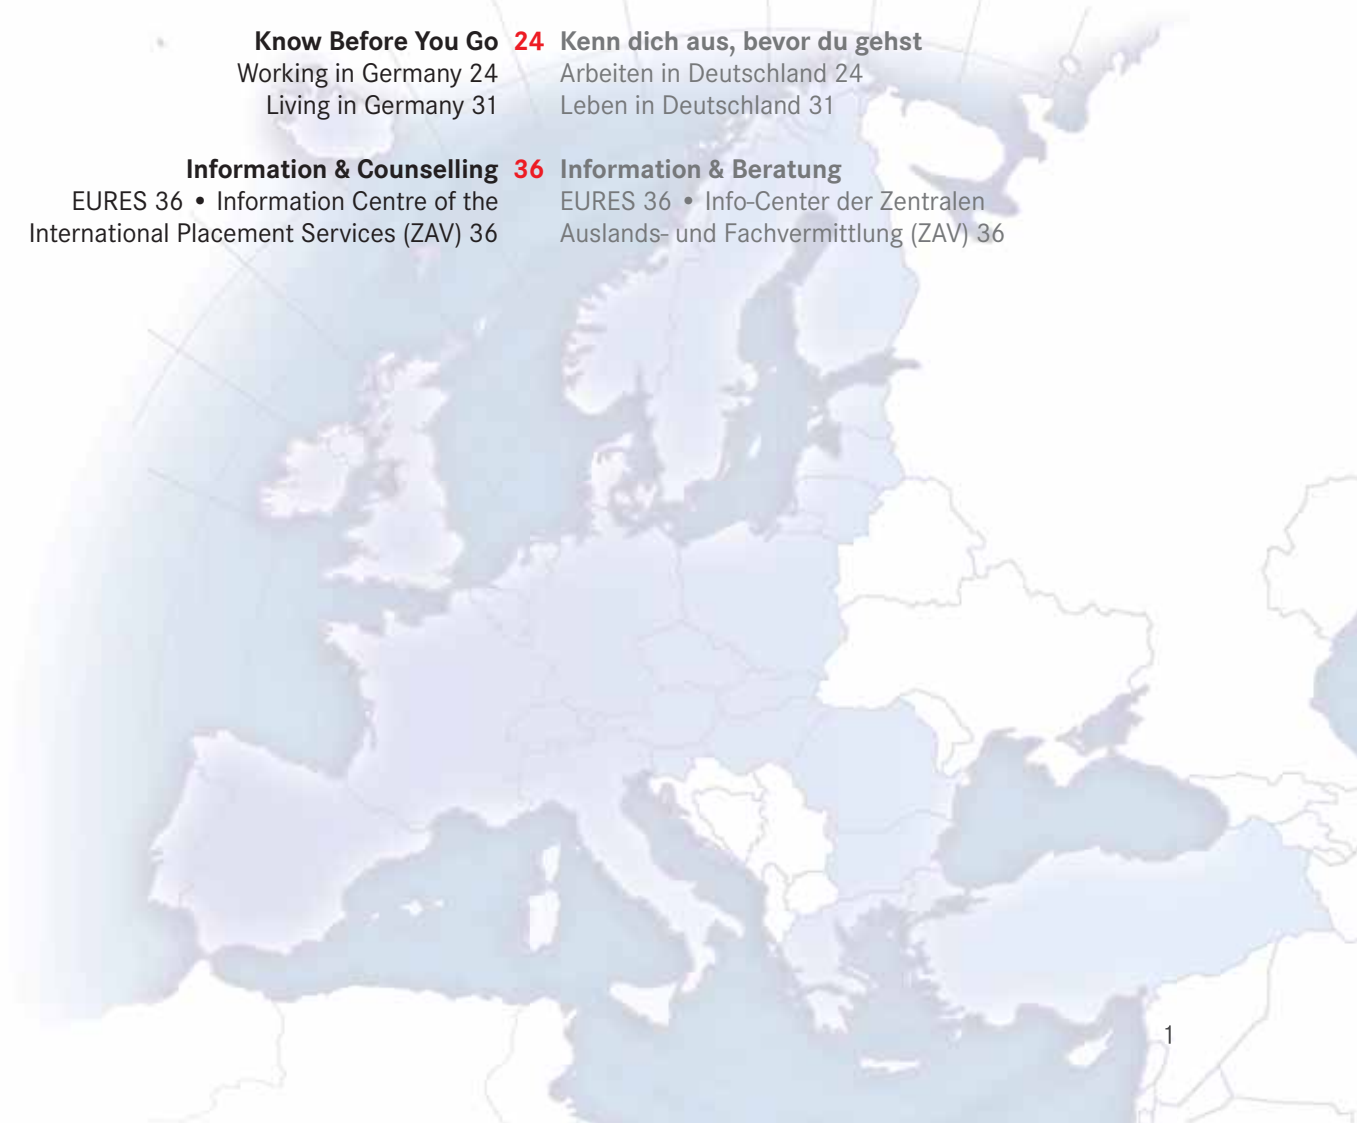 Know Before You Go 24 Kenn dich aus, bevor du gehst
Working in Germany 24 Arbeiten in Deutschland 24
Living in Germany 31 Leben in Deutschland 31
Information & Counselling 36 Information & Beratung
EURES 36 • Information Centre of the EURES 36 • Info-Center der Zentralen
International Placement Services (ZAV) 36 Auslands- und Fachvermittlung (ZAV) 36
1